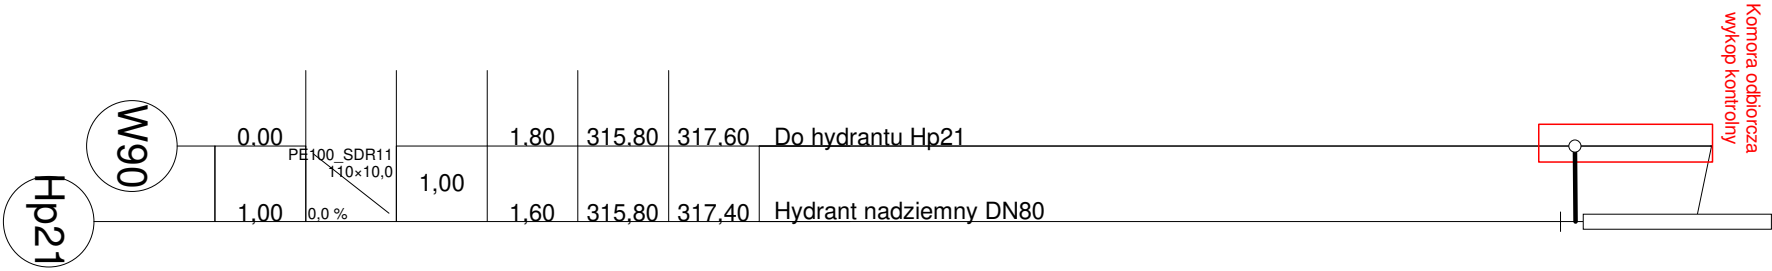 Komora odbiorcza
wykop kontrolny
W90
0.00
1.80
315.80
317.60
Do hydrantu Hp21
PE100_SDR11
110×10,0
1,00
Hp21
1,00
0,0 %
1,60
315,80
317,40
Hydrant nadziemny DN80